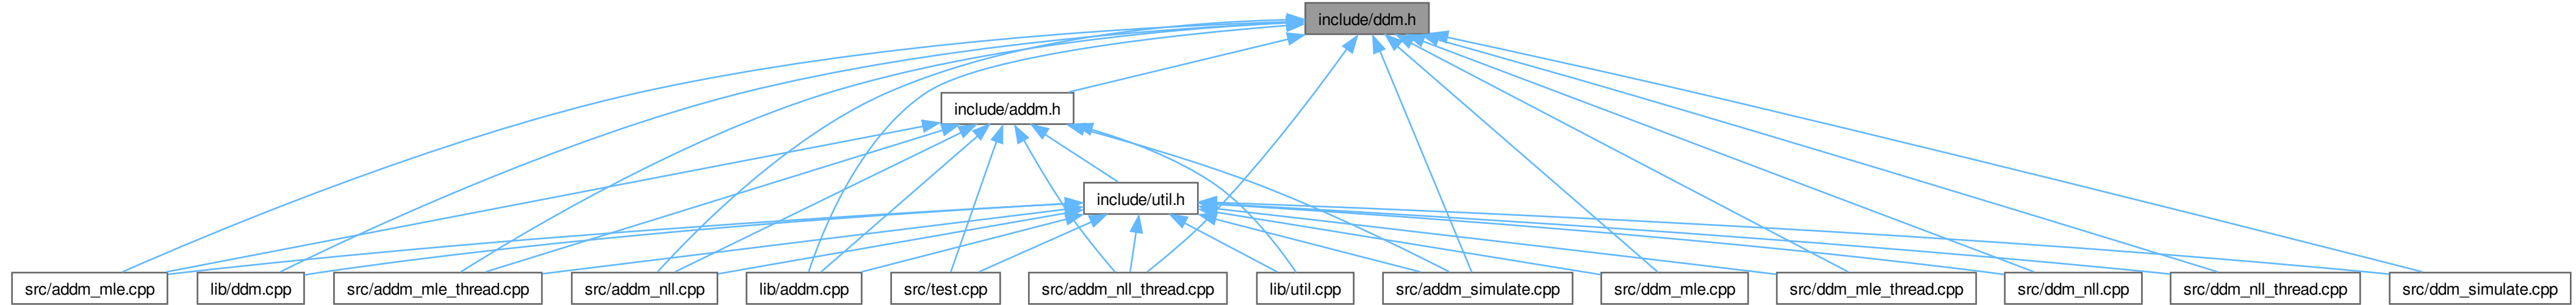 include/ddm.h
include/addm.h
include/util.h
src/addm_mle.cpp
lib/ddm.cpp
src/addm_mle_thread.cpp
src/addm_nll.cpp
lib/addm.cpp
src/test.cpp
src/addm_nll_thread.cpp
lib/util.cpp
src/addm_simulate.cpp
src/ddm_mle.cpp
src/ddm_mle_thread.cpp
src/ddm_nll.cpp
src/ddm_nll_thread.cpp
src/ddm_simulate.cpp